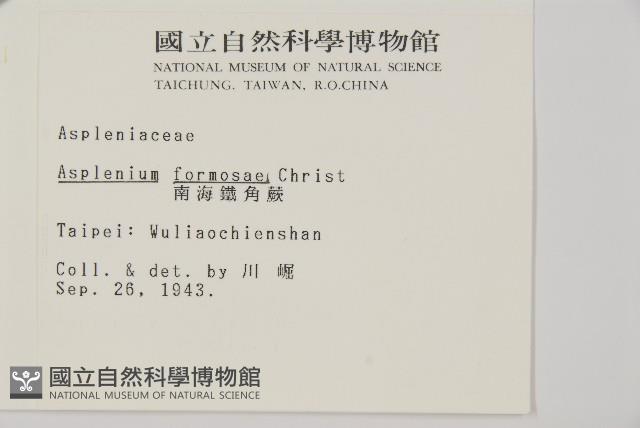 國立自然科學博物館
NATIONAL MUSEUM OF NATURAL SCIENCE
TAICHUNG. TAIWAN, R.O.CHINA
Aspleniaceae
Asplenium formosae Christ
南海鐵角蕨
Taipei: Wuliaochienshan
Coll. & det. by 川崛
Sep. 26, 1943.
國立自然科學博物館
NATIONAL MUSEUM OF NATURAL SCIENCE